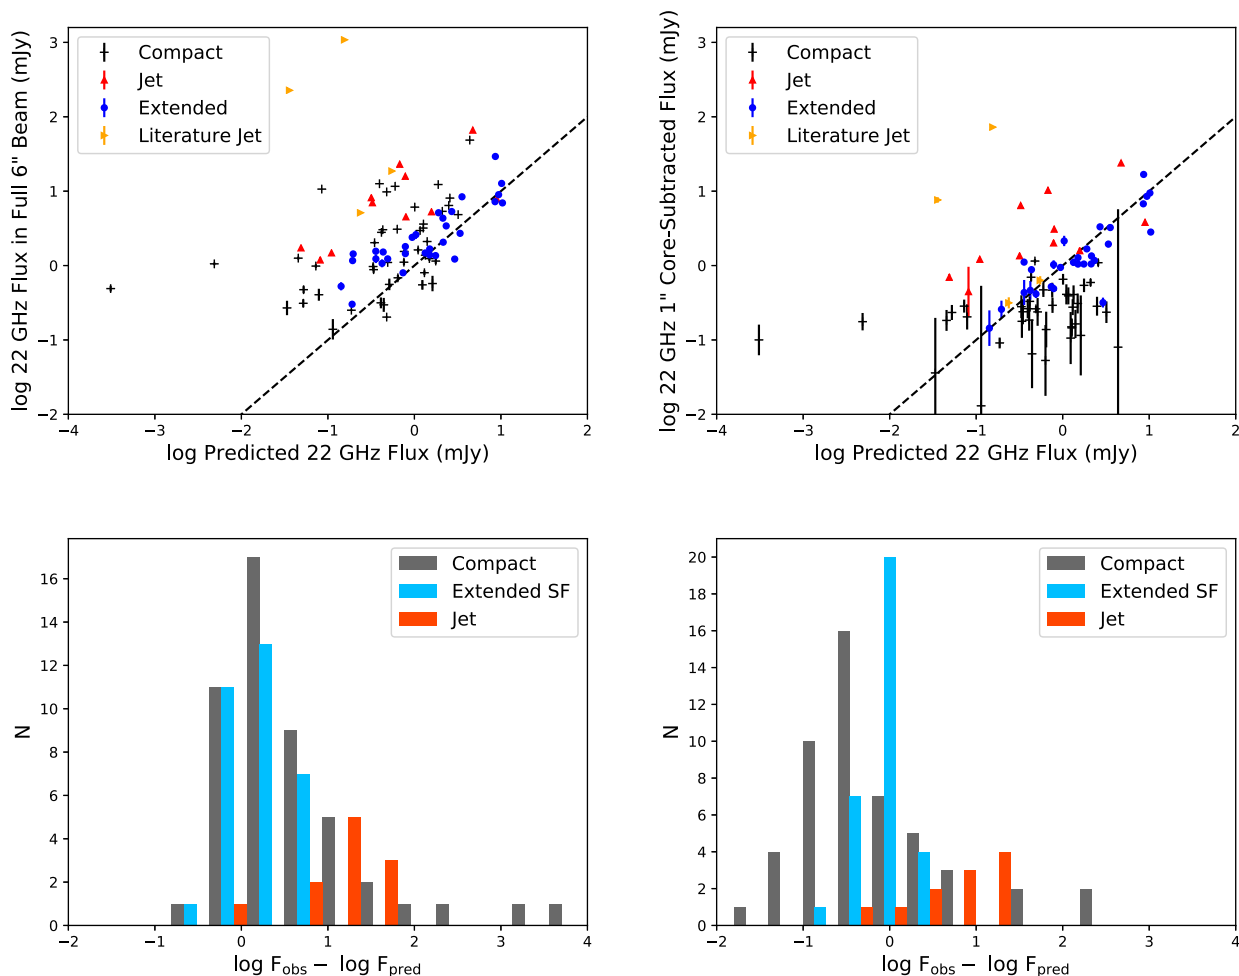 log 22 GHz Flux in Full 6" Beam (mJy)
3
2
1
0
−1
−2
Compact
Jet
Extended
Literature Jet
−4
−3
−2
−1
0
1
2
log Predicted 22 GHz Flux (mJy)
log 22 GHz 1" Core-Subtracted Flux (mJy)
3
2
1
0
−1
−2
Compact
Jet
Extended
Literature Jet
−4
−3
−2
−1
0
1
2
log Predicted 22 GHz Flux (mJy)
N
16
14
12
10
8
6
4
2
0
Compact
Extended SF
Jet
−2
−1
0
1
2
3
4
log F_obs − log F_pred
N
20
18
16
14
12
10
8
6
4
2
0
Compact
Extended SF
Jet
−2
−1
0
1
2
3
4
log F_obs − log F_pred